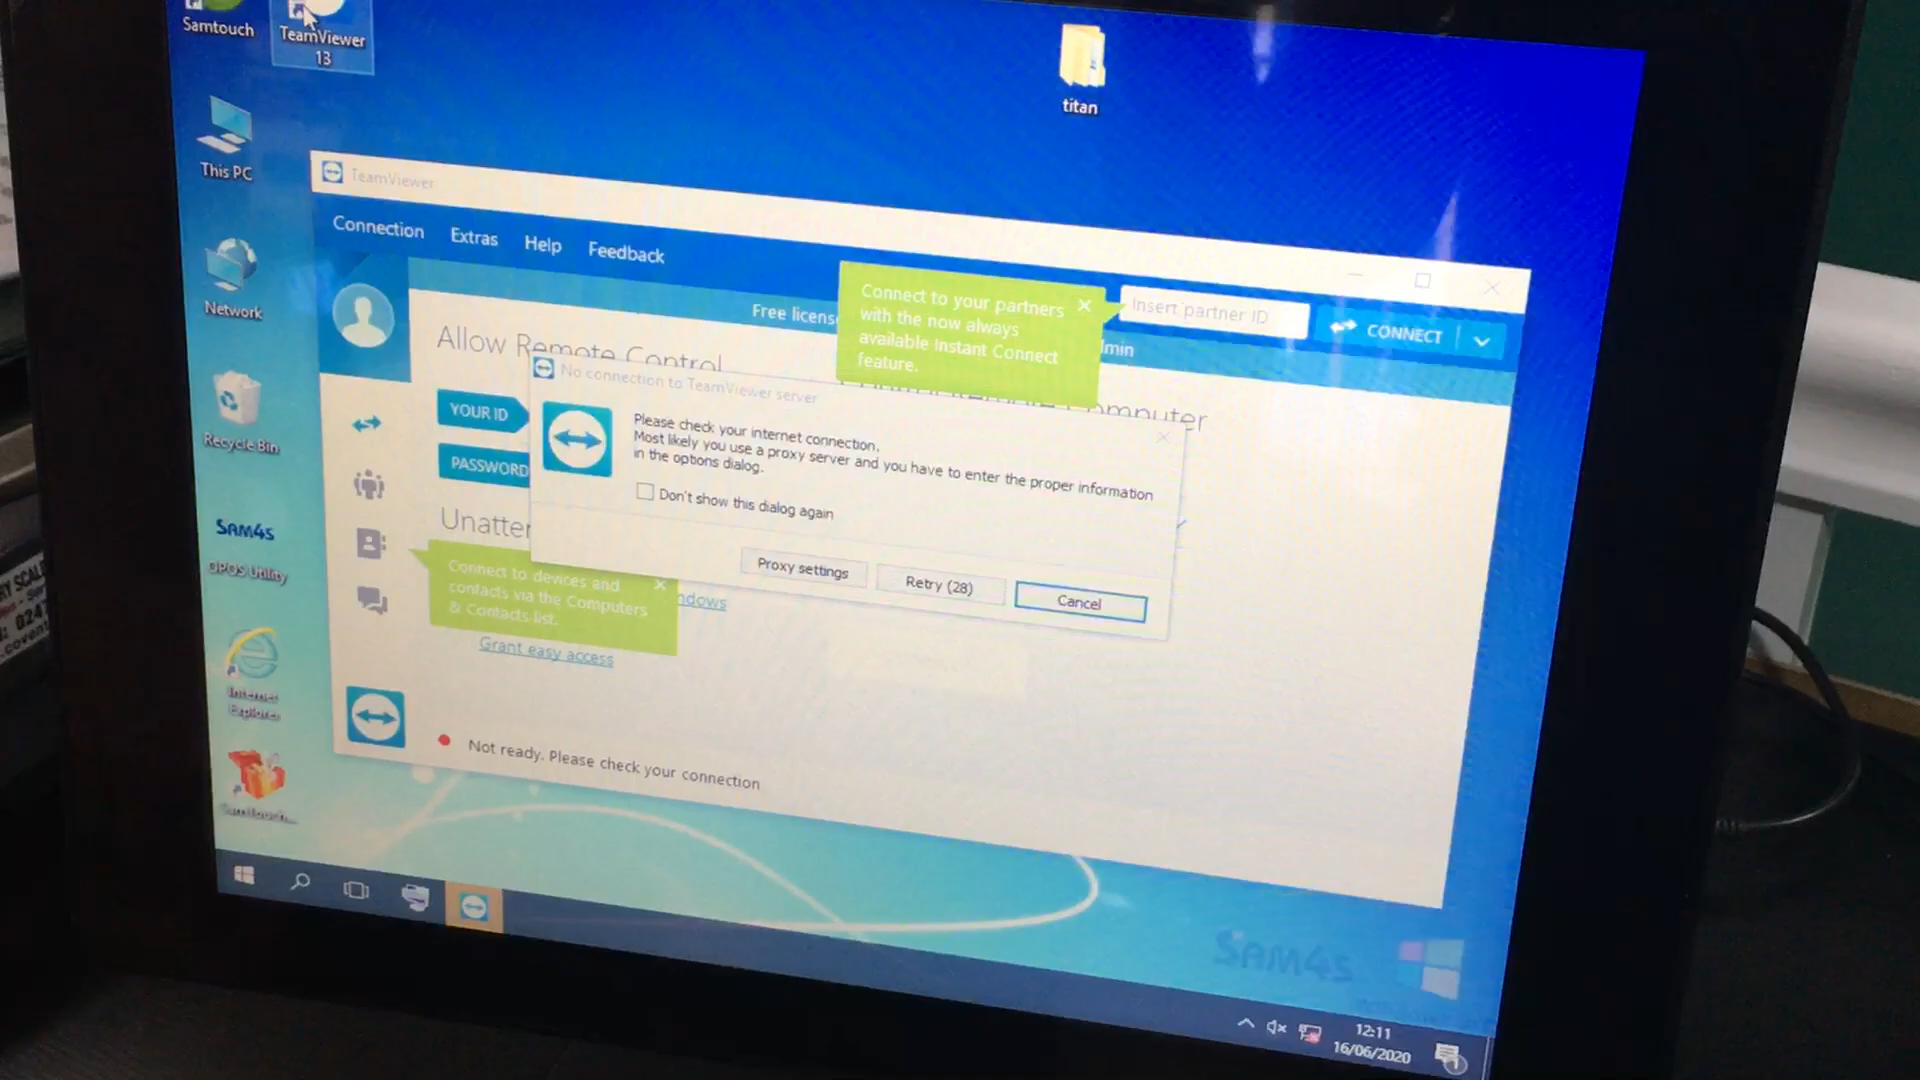 Samtouch
TeamViewer
13
titan
This PC
TeamViewer
Connection Extras Help Feedback
Network
Free license
Connect to your partners
with the now always
available Instant Connect
feature.
Insert partner ID
CONNECT
Allow Remote Control
Computer
No connection to TeamViewer server
YOUR ID
PASSWORD
Please check your internet connection.
Most likely you use a proxy server and you have to enter the proper information
in the options dialog.
Don't show this dialog again
Proxy settings
Retry (28)
Cancel
Recycle Bin
Connect to devices and
contacts via the Computers
& Contacts list.
Grant easy access
SAM4S
OPOS Utility
Internet
Explorer
Not ready. Please check your connection
SAM4S
12:11
16/06/2020
1